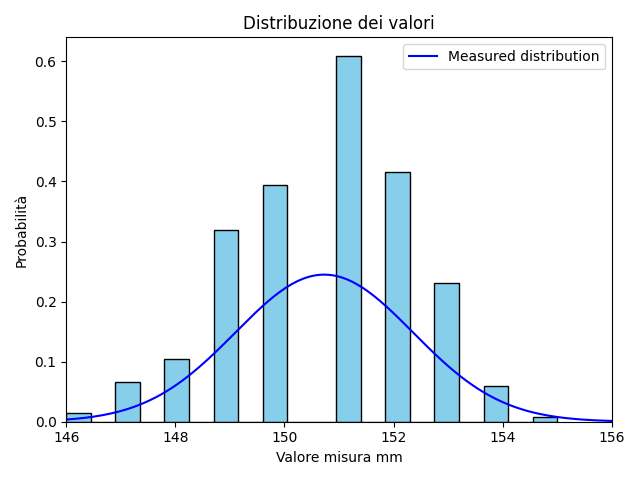 Distribuzione dei valori
Measured distribution
Probabilità
0.6
0.5
0.4
0.3
0.2
0.1
0.0
146 148 150 152 154 156
Valore misura mm